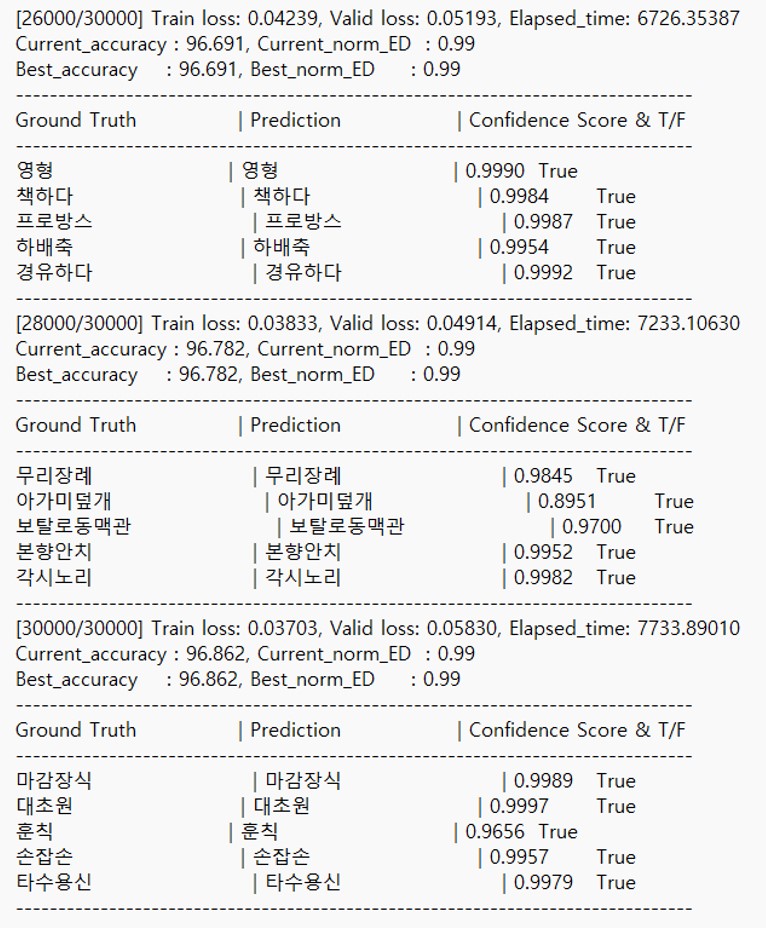 [26000/30000] Train loss: 0.04239, Valid loss: 0.05193, Elapsed_time: 6726.35387
Current_accuracy : 96.691, Current_norm_ED : 0.99
Best_accuracy : 96.691, Best_norm_ED : 0.99
--------------------------------------------------------------------------------
Ground Truth | Prediction | Confidence Score & T/F
--------------------------------------------------------------------------------
영형 | 영형 | 0.9990 True
책하다 | 책하다 | 0.9984 True
프로방스 | 프로방스 | 0.9987 True
하배축 | 하배축 | 0.9954 True
경유하다 | 경유하다 | 0.9992 True
--------------------------------------------------------------------------------
[28000/30000] Train loss: 0.03833, Valid loss: 0.04914, Elapsed_time: 7233.10630
Current_accuracy : 96.782, Current_norm_ED : 0.99
Best_accuracy : 96.782, Best_norm_ED : 0.99
--------------------------------------------------------------------------------
Ground Truth | Prediction | Confidence Score & T/F
--------------------------------------------------------------------------------
무리장례 | 무리장례 | 0.9845 True
아가미덮개 | 아가미덮개 | 0.8951 True
보탈로동맥관 | 보탈로동맥관 | 0.9700 True
본향안치 | 본향안치 | 0.9952 True
각시노리 | 각시노리 | 0.9982 True
--------------------------------------------------------------------------------
[30000/30000] Train loss: 0.03703, Valid loss: 0.05830, Elapsed_time: 7733.89010
Current_accuracy : 96.862, Current_norm_ED : 0.99
Best_accuracy : 96.862, Best_norm_ED : 0.99
--------------------------------------------------------------------------------
Ground Truth | Prediction | Confidence Score & T/F
--------------------------------------------------------------------------------
마감장식 | 마감장식 | 0.9989 True
대초원 | 대초원 | 0.9997 True
훈칙 | 훈칙 | 0.9656 True
손잡손 | 손잡손 | 0.9957 True
타수용신 | 타수용신 | 0.9979 True
--------------------------------------------------------------------------------